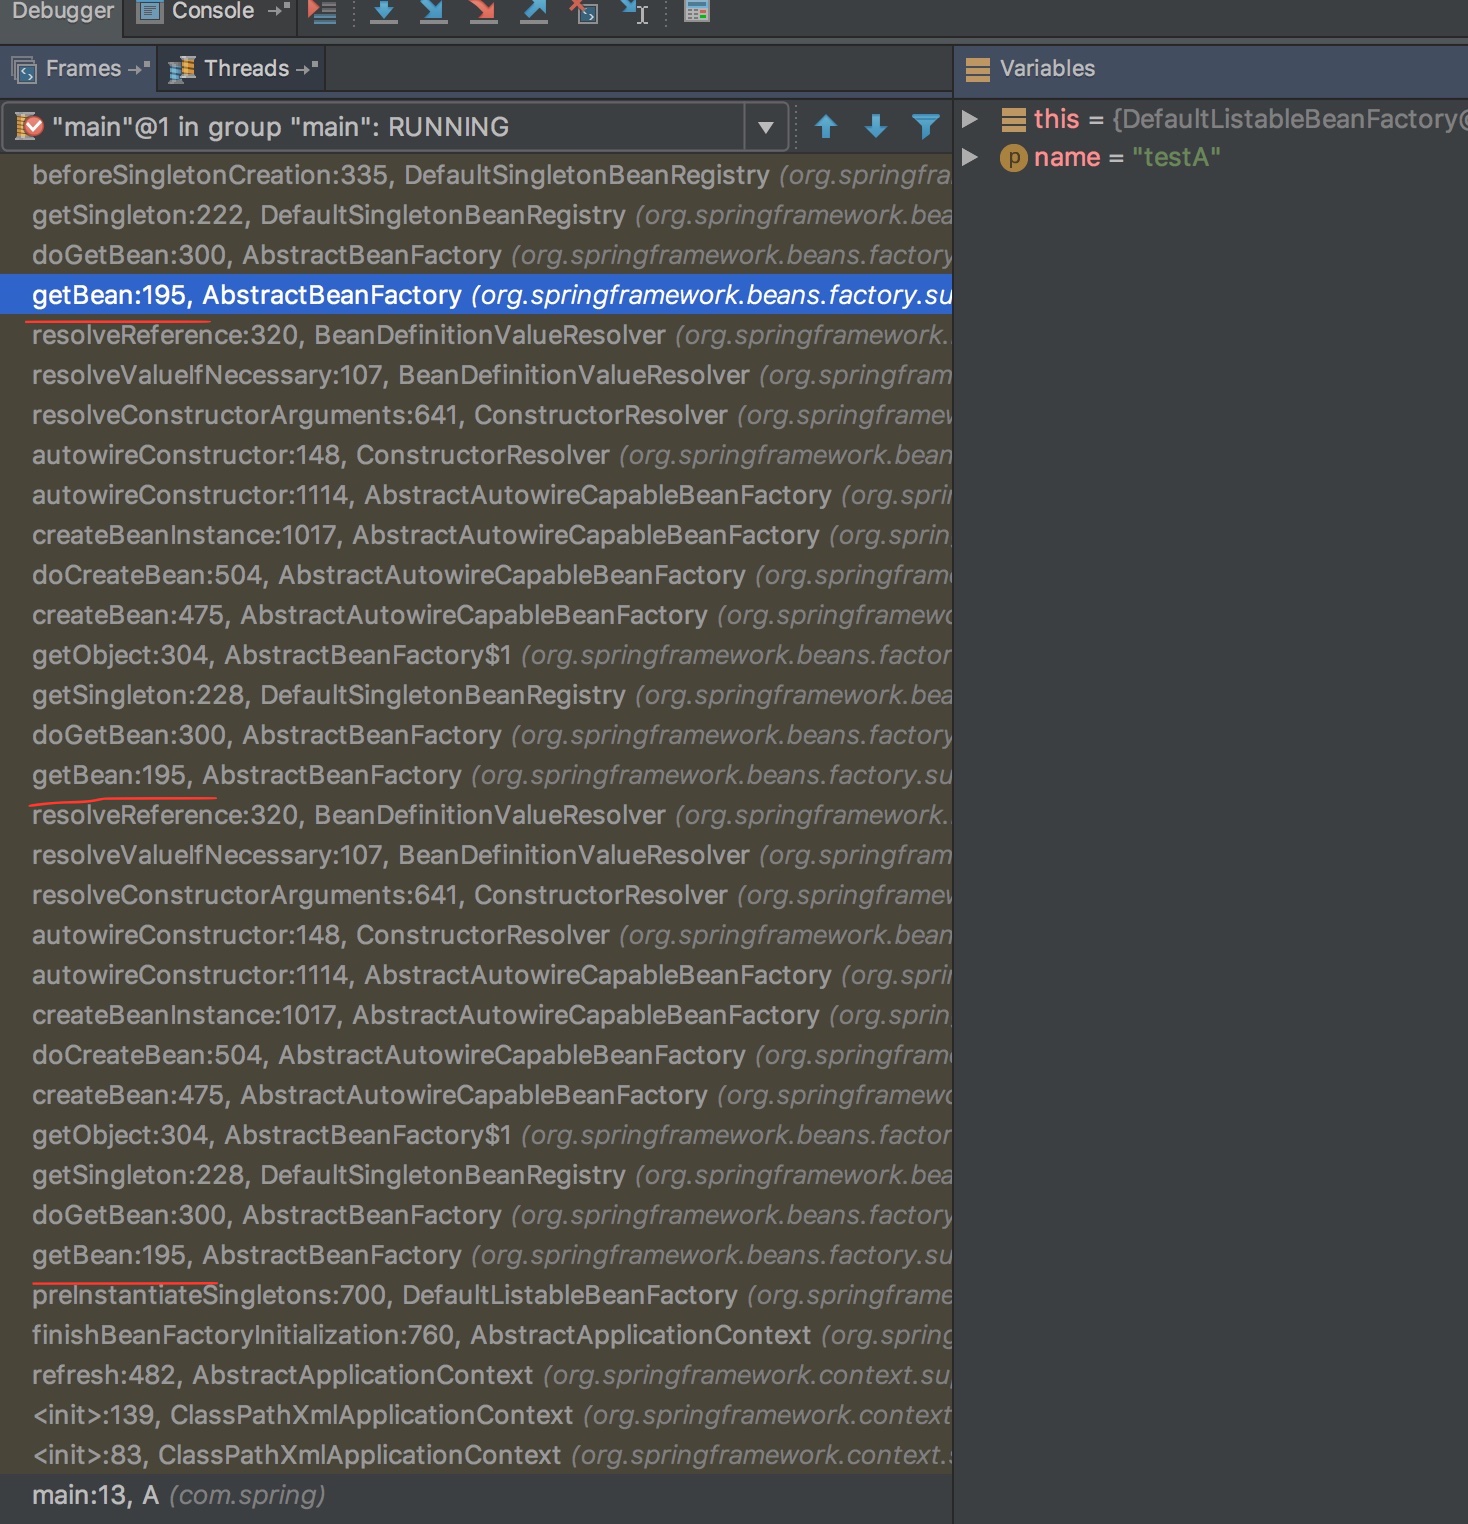 Debugger Console
Frames Threads Variables
"main"@1 in group "main": RUNNING
this = {DefaultListableBeanFactory@
name = "testA"
beforeSingletonCreation:335, DefaultSingletonBeanRegistry (org.springfra
getSingleton:222, DefaultSingletonBeanRegistry (org.springframework.bea
doGetBean:300, AbstractBeanFactory (org.springframework.beans.factory
getBean:195, AbstractBeanFactory (org.springframework.beans.factory.su
resolveReference:320, BeanDefinitionValueResolver (org.springframework.
resolveValueIfNecessary:107, BeanDefinitionValueResolver (org.springfram
resolveConstructorArguments:641, ConstructorResolver (org.springframew
autowireConstructor:148, ConstructorResolver (org.springframework.bean
autowireConstructor:1114, AbstractAutowireCapableBeanFactory (org.sprin
createBeanInstance:1017, AbstractAutowireCapableBeanFactory (org.spring
doCreateBean:504, AbstractAutowireCapableBeanFactory (org.springframe
createBean:475, AbstractAutowireCapableBeanFactory (org.springframewo
getObject:304, AbstractBeanFactory$1 (org.springframework.beans.factor
getSingleton:228, DefaultSingletonBeanRegistry (org.springframework.bea
doGetBean:300, AbstractBeanFactory (org.springframework.beans.factory
getBean:195, AbstractBeanFactory (org.springframework.beans.factory.su
resolveReference:320, BeanDefinitionValueResolver (org.springframework.
resolveValueIfNecessary:107, BeanDefinitionValueResolver (org.springfram
resolveConstructorArguments:641, ConstructorResolver (org.springframew
autowireConstructor:148, ConstructorResolver (org.springframework.bean
autowireConstructor:1114, AbstractAutowireCapableBeanFactory (org.sprin
createBeanInstance:1017, AbstractAutowireCapableBeanFactory (org.spring
doCreateBean:504, AbstractAutowireCapableBeanFactory (org.springframe
createBean:475, AbstractAutowireCapableBeanFactory (org.springframewo
getObject:304, AbstractBeanFactory$1 (org.springframework.beans.factor
getSingleton:228, DefaultSingletonBeanRegistry (org.springframework.bea
doGetBean:300, AbstractBeanFactory (org.springframework.beans.factory
getBean:195, AbstractBeanFactory (org.springframework.beans.factory.su
preInstantiateSingletons:700, DefaultListableBeanFactory (org.springframe
finishBeanFactoryInitialization:760, AbstractApplicationContext (org.spring
refresh:482, AbstractApplicationContext (org.springframework.context.su
<init>:139, ClassPathXmlApplicationContext (org.springframework.context
<init>:83, ClassPathXmlApplicationContext (org.springframework.context.s
main:13, A (com.spring)